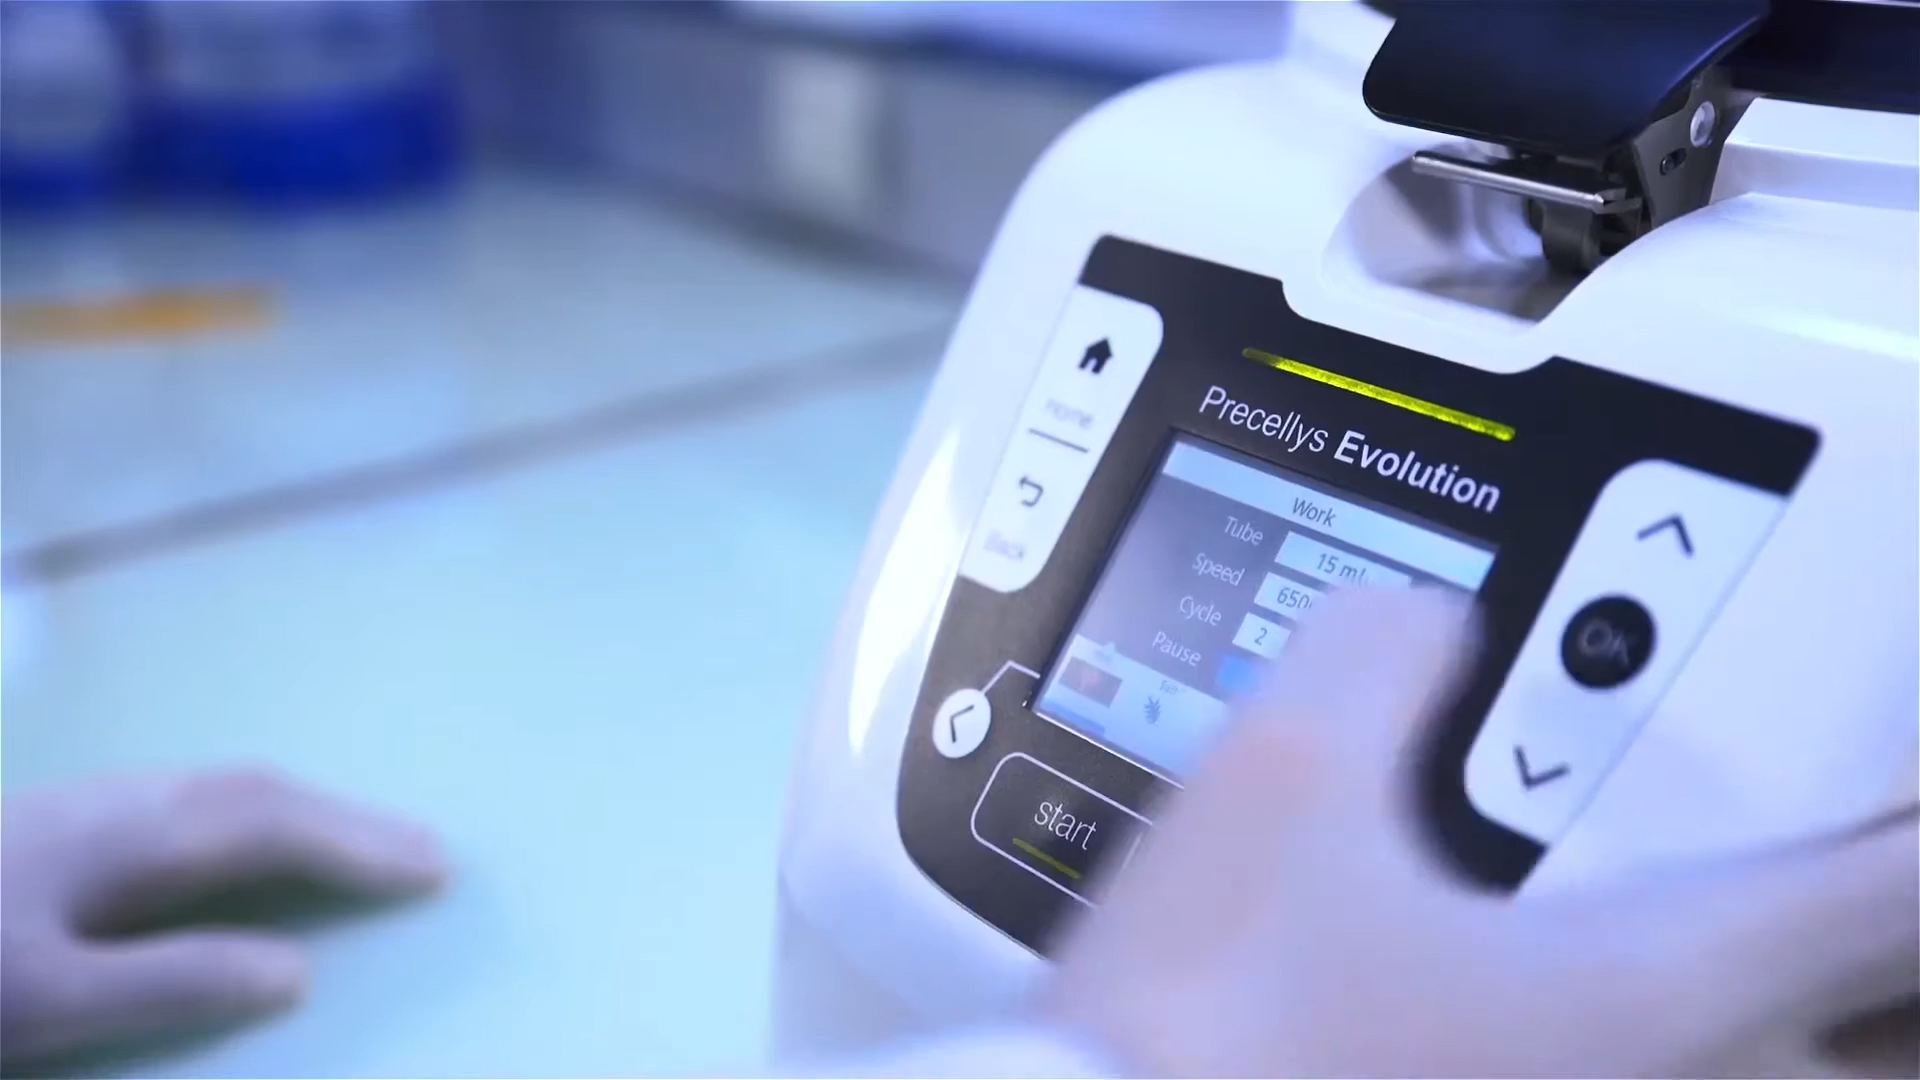 Precellys Evolution
Home
Back
Work
Tube 15 ml
Speed
Cycle 2
Pause
OK
start